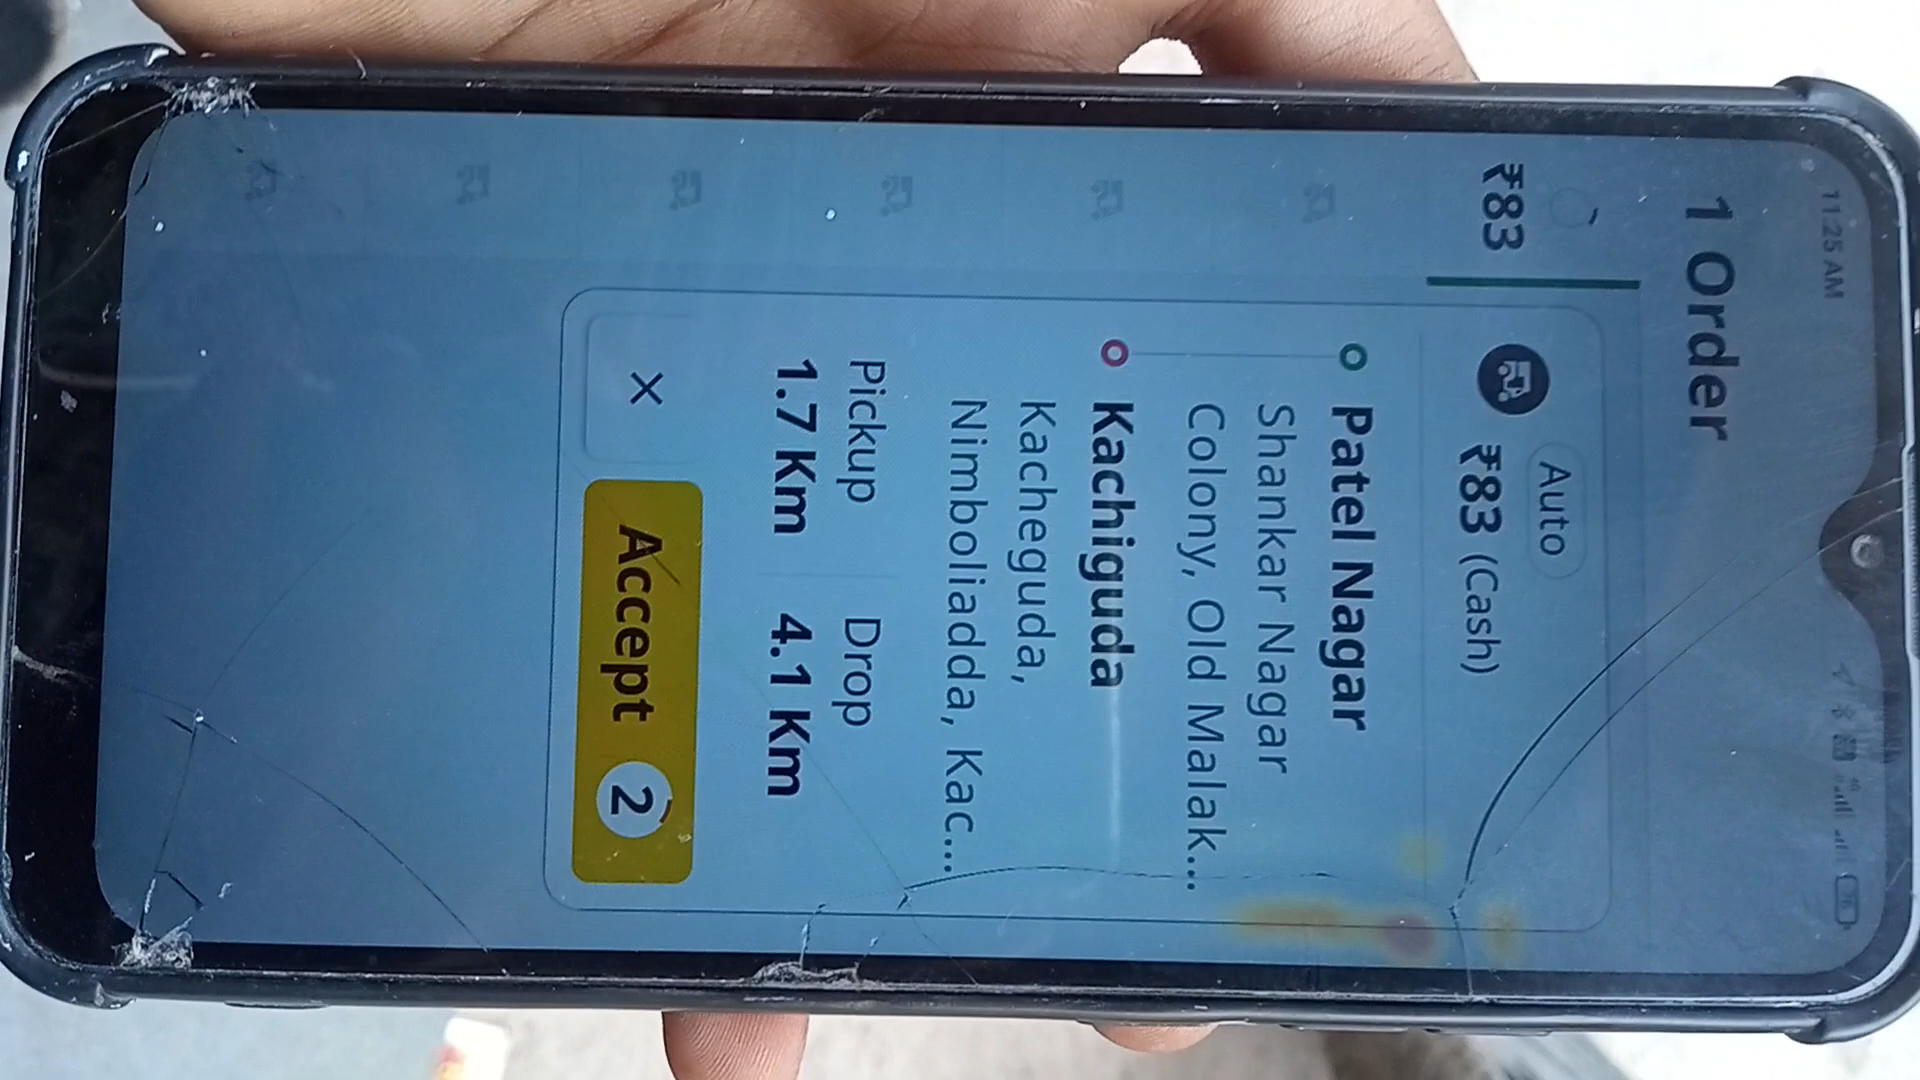 11:25 AM
1 Order
₹83
Auto
₹83 (Cash)
Patel Nagar
Shankar Nagar
Colony, Old Malak...
Kachiguda
Kacheguda,
Nimboliadda, Kac...
Pickup
1.7 Km
Drop
4.1 Km
× Accept 2